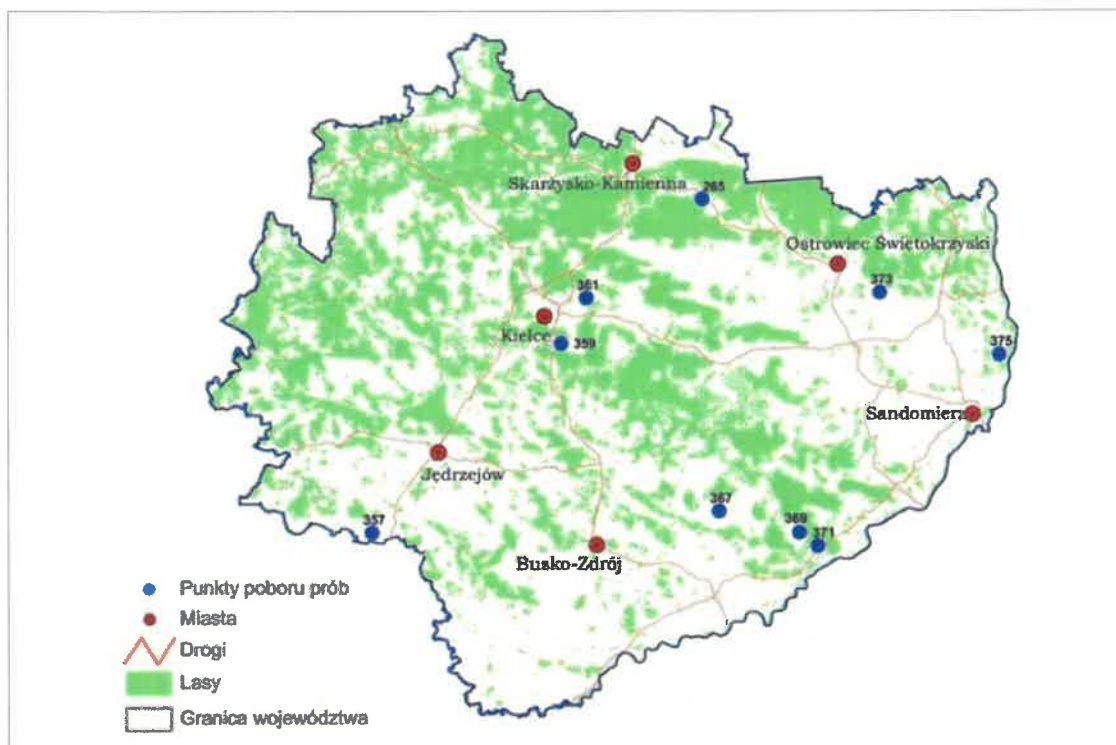 Skarżysko-Kamienna
265
Ostrowiec Świętokrzyski
361
373
Kielce
359
375
Sandomierz
Jędrzejów
367
357
369
371
Busko-Zdrój
Punkty poboru prób
Miasta
Drogi
Lasy
Granica województwa